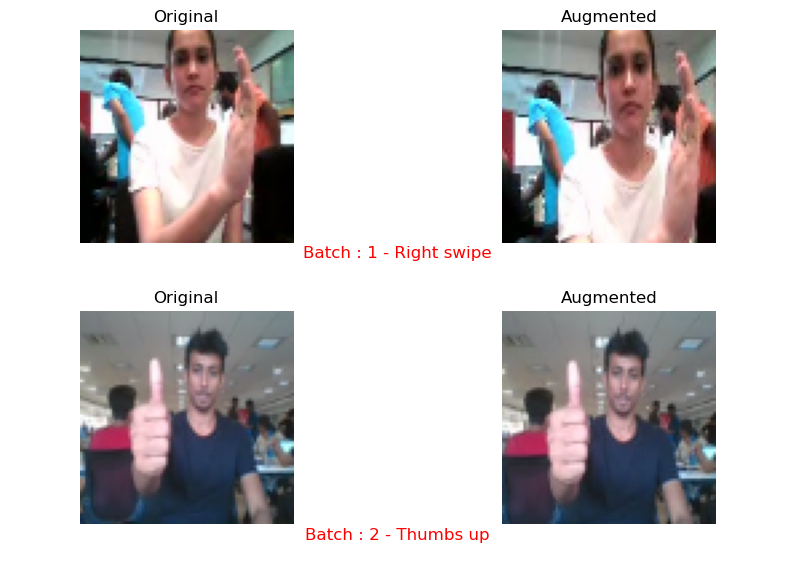 Original
Augmented
Batch : 1 - Right swipe
Original
Augmented
Batch : 2 - Thumbs up